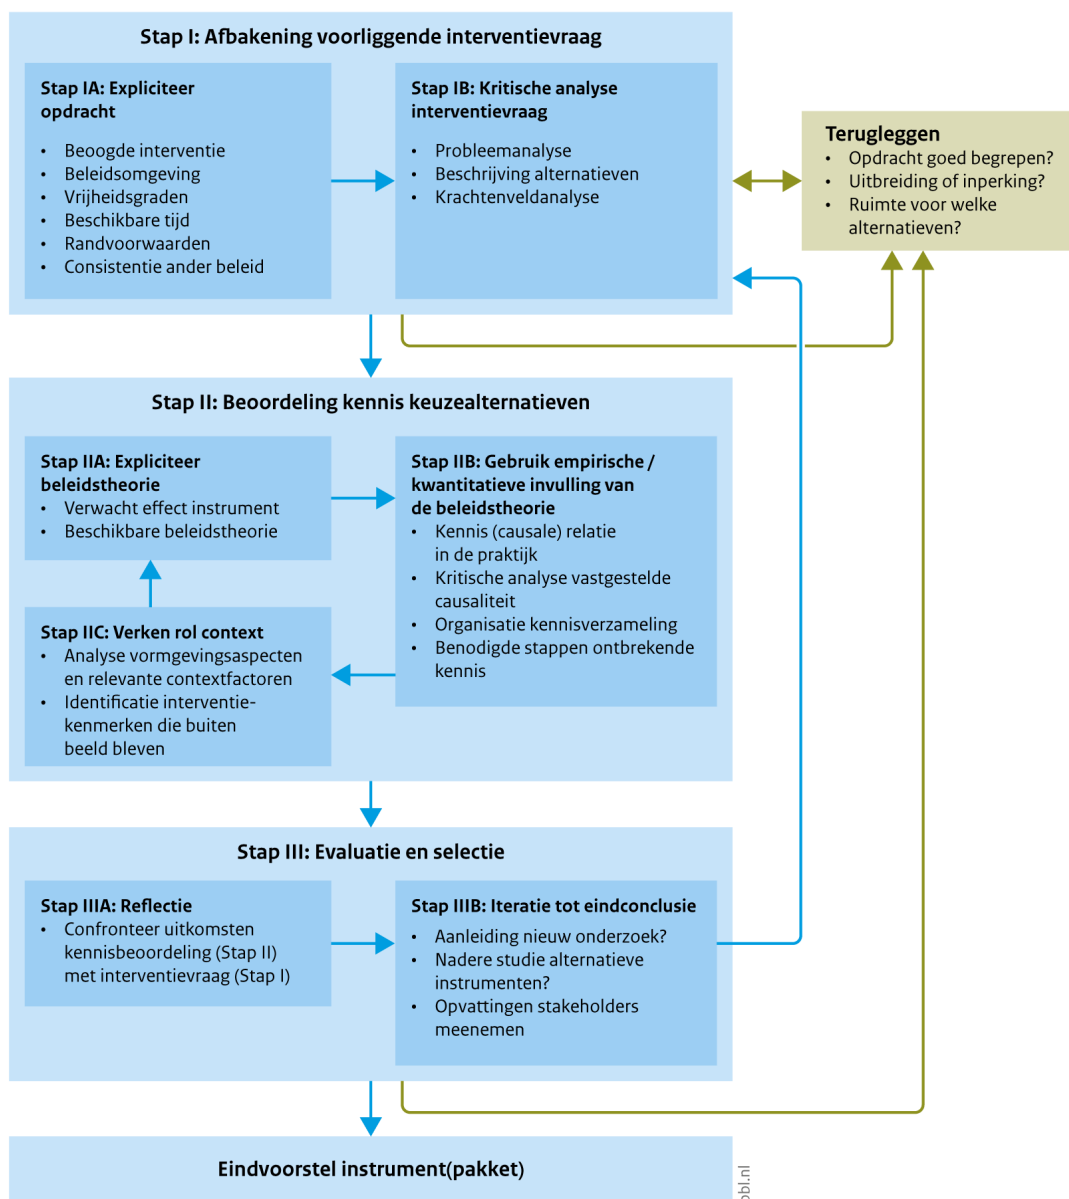 Stap I: Afbakening voorliggende interventievraag
Stap IA: Expliciteer
opdracht
• Beoogde interventie
• Beleidsomgeving
• Vrijheidsgraden
• Beschikbare tijd
• Randvoorwaarden
• Consistentie ander beleid
Stap IB: Kritische analyse
interventievraag
• Probleemanalyse
• Beschrijving alternatieven
• Krachtenveldanalyse
Terugleggen
• Opdracht goed begrepen?
• Uitbreiding of inperking?
• Ruimte voor welke
alternatieven?
Stap II: Beoordeling kennis keuzealternatieven
Stap IIA: Expliciteer
beleidstheorie
• Verwacht effect instrument
• Beschikbare beleidstheorie
Stap IIB: Gebruik empirische /
kwantitatieve invulling van
de beleidstheorie
• Kennis (causale) relatie
in de praktijk
• Kritische analyse vastgestelde
causaliteit
• Organisatie kennisverzameling
• Benodigde stappen ontbrekende
kennis
Stap IIC: Verken rol context
• Analyse vormgevingsaspecten
en relevante contextfactoren
• Identificatie interventie-
kenmerken die buiten
beeld bleven
Stap III: Evaluatie en selectie
Stap IIIA: Reflectie
• Confronteer uitkomsten
kennisbeoordeling (Stap II)
met interventievraag (Stap I)
Stap IIIB: Iteratie tot eindconclusie
• Aanleiding nieuw onderzoek?
• Nadere studie alternatieve
instrumenten?
• Opvattingen stakeholders
meenemen
Eindvoorstel instrument(pakket)
pbl.nl